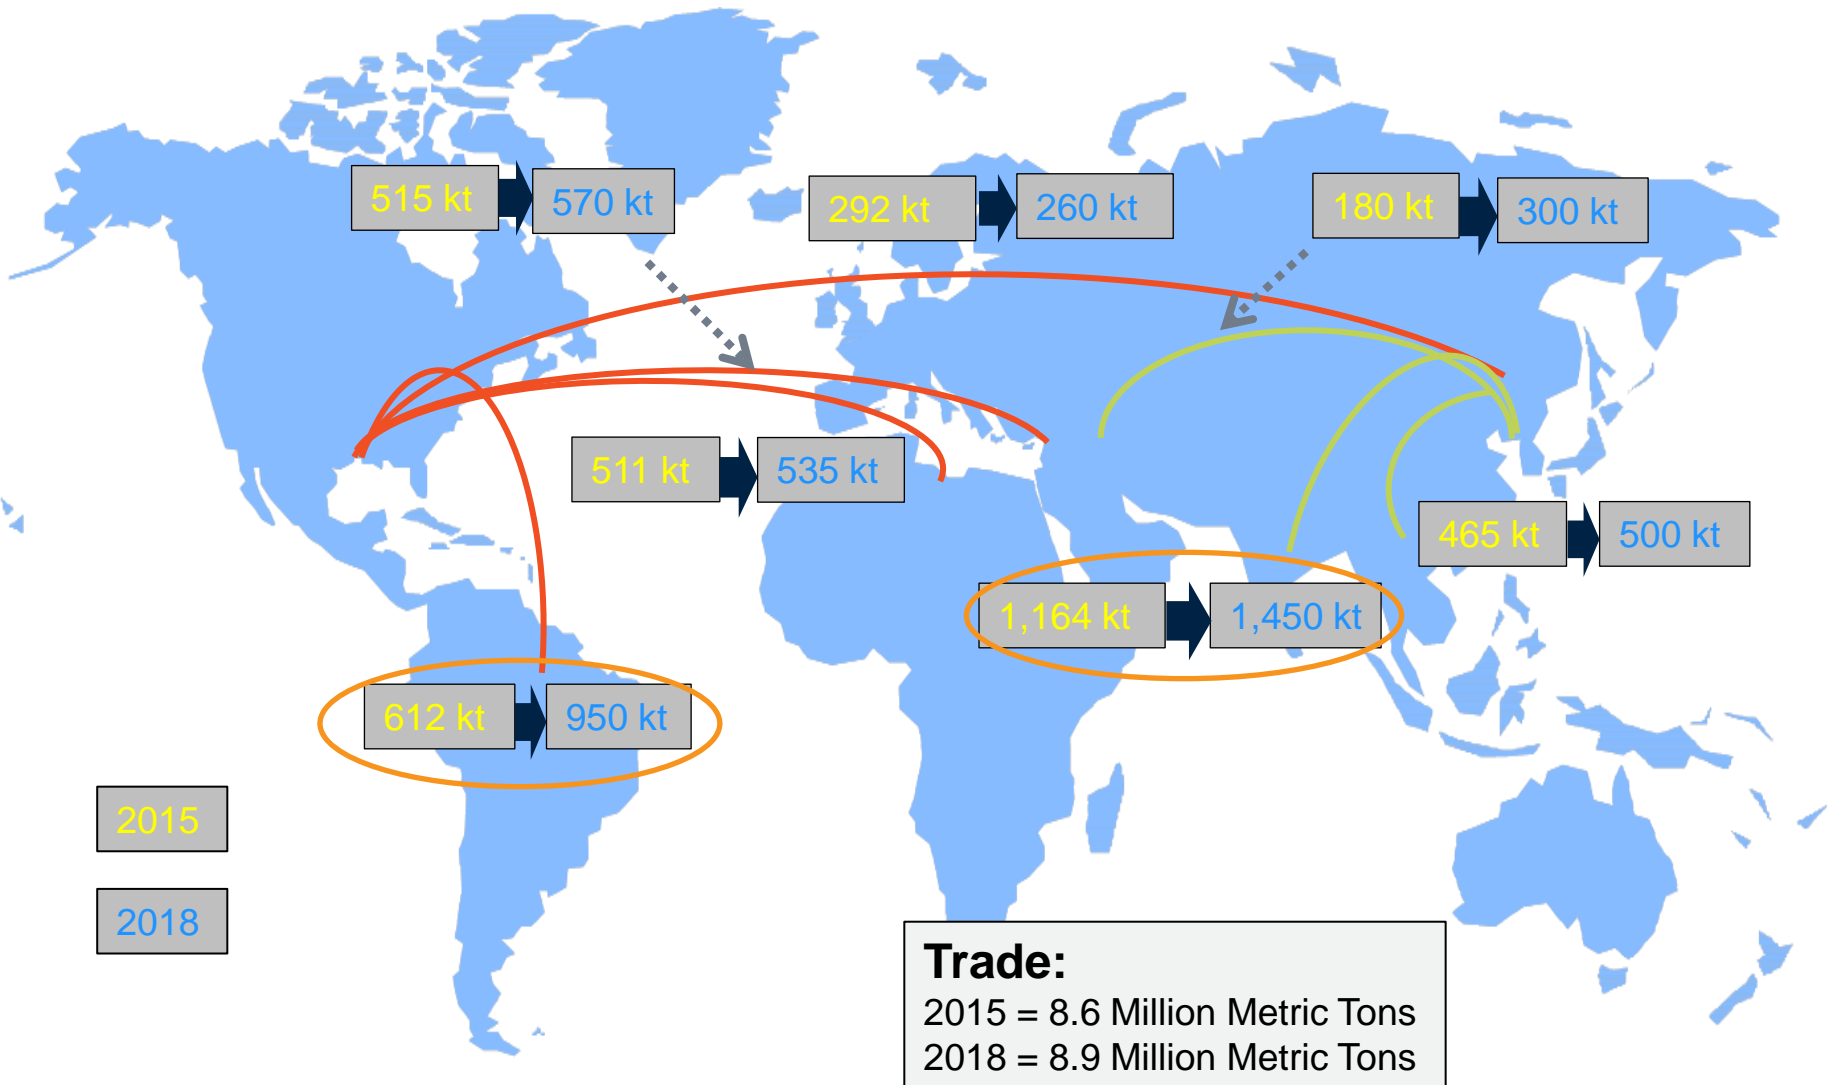 515 kt
570 kt
292 kt
260 kt
180 kt
300 kt
511 kt
535 kt
465 kt
500 kt
1,164 kt
1,450 kt
612 kt
950 kt
2015
2018
Trade:
2015 = 8.6 Million Metric Tons
2018 = 8.9 Million Metric Tons